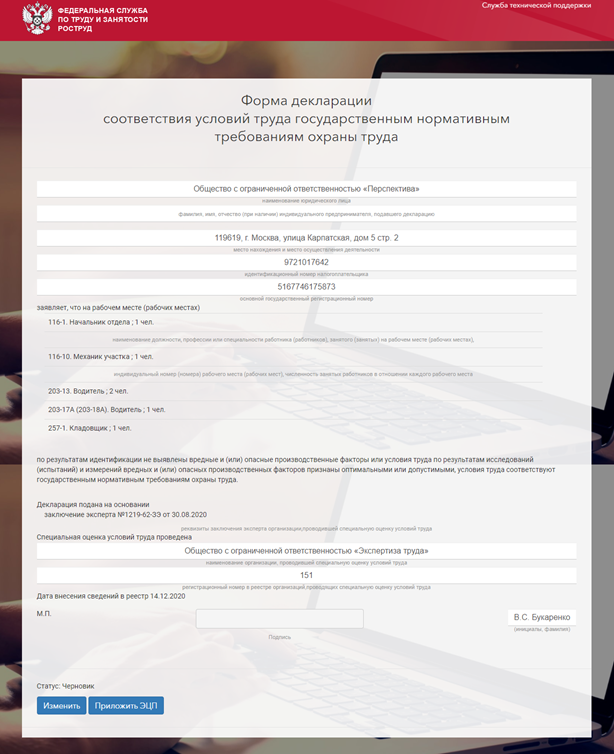 ФЕДЕРАЛЬНАЯ СЛУЖБА
ПО ТРУДУ И ЗАНЯТОСТИ
РОСТРУД
Служба технической поддержки
Форма декларации
соответствия условий труда государственным нормативным
требованиям охраны труда
Общество с ограниченной ответственностью «Перспектива»
наименование юридического лица
фамилия, имя, отчество (при наличии) индивидуального предпринимателя, подавшего декларацию
119619, г. Москва, улица Карпатская, дом 5 стр. 2
место нахождения и место осуществления деятельности
9721017642
идентификационный номер налогоплательщика
5167746175873
основной государственный регистрационный номер
заявляет, что на рабочем месте (рабочих местах)
116-1. Начальник отдела ; 1 чел.
наименование должности, профессии или специальности работника (работников), занятого (занятых) на рабочем месте (рабочих местах),
116-10. Механик участка ; 1 чел.
индивидуальный номер (номера) рабочего места (рабочих мест), численность занятых работников в отношении каждого рабочего места
203-13. Водитель ; 2 чел.
203-17А (203-18А). Водитель ; 1 чел.
257-1. Кладовщик ; 1 чел.
по результатам идентификации не выявлены вредные и (или) опасные производственные факторы или условия труда по результатам исследований
(испытаний) и измерений вредных и (или) опасных производственных факторов признаны оптимальными или допустимыми, условия труда соответствуют
государственным нормативным требованиям охраны труда.
Декларация подана на основании
заключение эксперта №1219-62-ЗЭ от 30.08.2020
реквизиты заключения эксперта организации,проводившей специальную оценку условий труда
Специальная оценка условий труда проведена
Общество с ограниченной ответственностью «Экспертиза труда»
наименование организации, проводившей специальную оценку условий труда
151
регистрационный номер в реестре организаций,проводящих специальную оценку условий труда
Дата внесения сведений в реестр 14.12.2020
М.П.
В.С. Букаренко
(инициалы, фамилия)
Подпись
Статус: Черновик
Изменить
Приложить ЭЦП